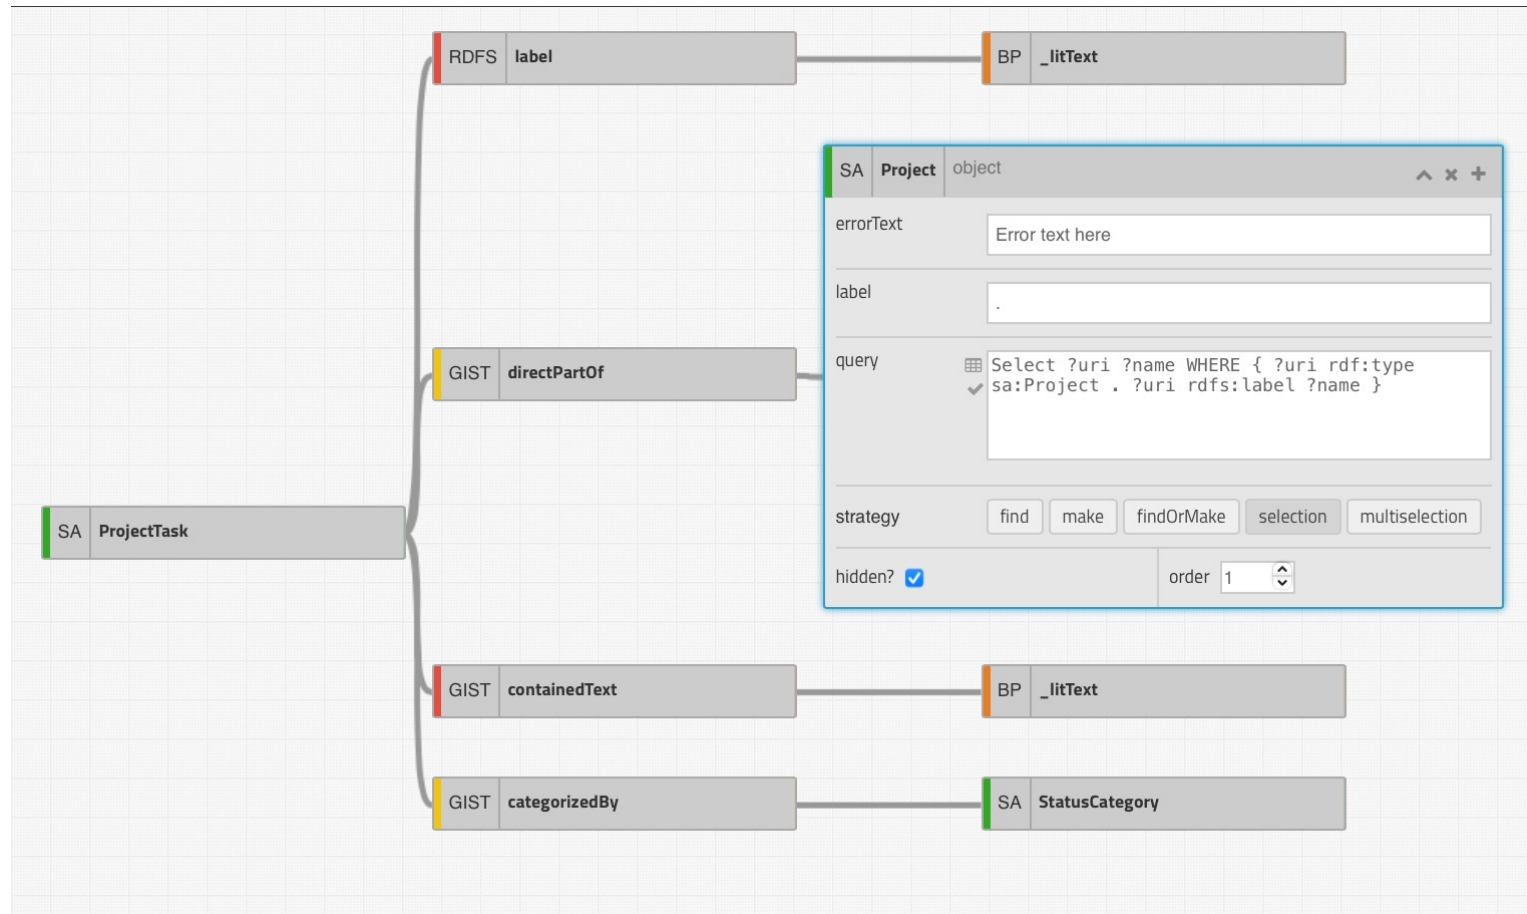 RDFS label
BP _litText
SA Project object
errorText
Error text here
label
.
query
Select ?uri ?name WHERE { ?uri rdf:type
sa:Project . ?uri rdfs:label ?name }
GIST directPartOf
strategy find make findOrMake selection multiselection
SA ProjectTask
hidden? order 1
GIST containedText
BP _litText
GIST categorizedBy
SA StatusCategory